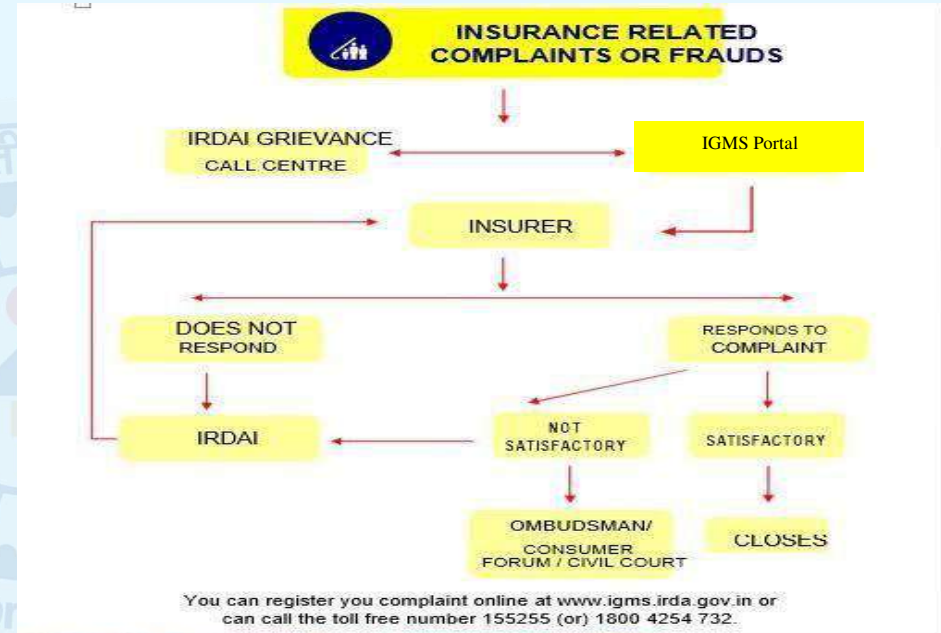 INSURANCE RELATED
COMPLAINTS OR FRAUDS
IRDAI GRIEVANCE
CALL CENTRE
IGMS Portal
INSURER
DOES NOT
RESPOND
RESPONDS TO
COMPLAINT
IRDAI
NOT
SATISFACTORY
SATISFACTORY
OMBUDSMAN/
CONSUMER
FORUM / CIVIL COURT
CLOSES
You can register you complaint online at www.igms.irda.gov.in or
can call the toll free number 155255 (or) 1800 4254 732.